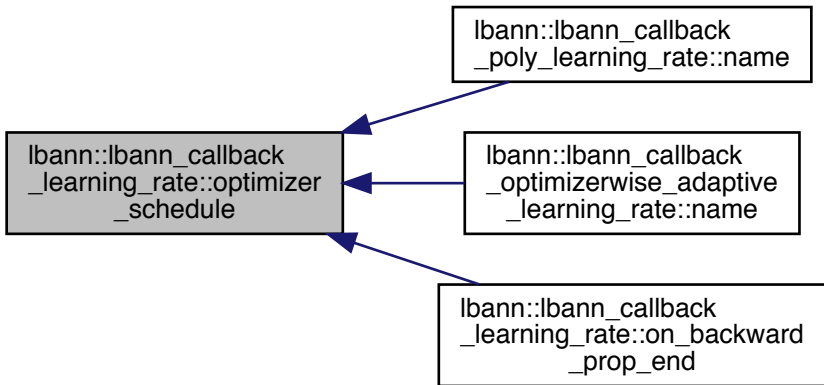 lbann::lbann_callback
_poly_learning_rate::name
lbann::lbann_callback
_learning_rate::optimizer
_schedule
lbann::lbann_callback
_optimizerwise_adaptive
_learning_rate::name
lbann::lbann_callback
_learning_rate::on_backward
_prop_end